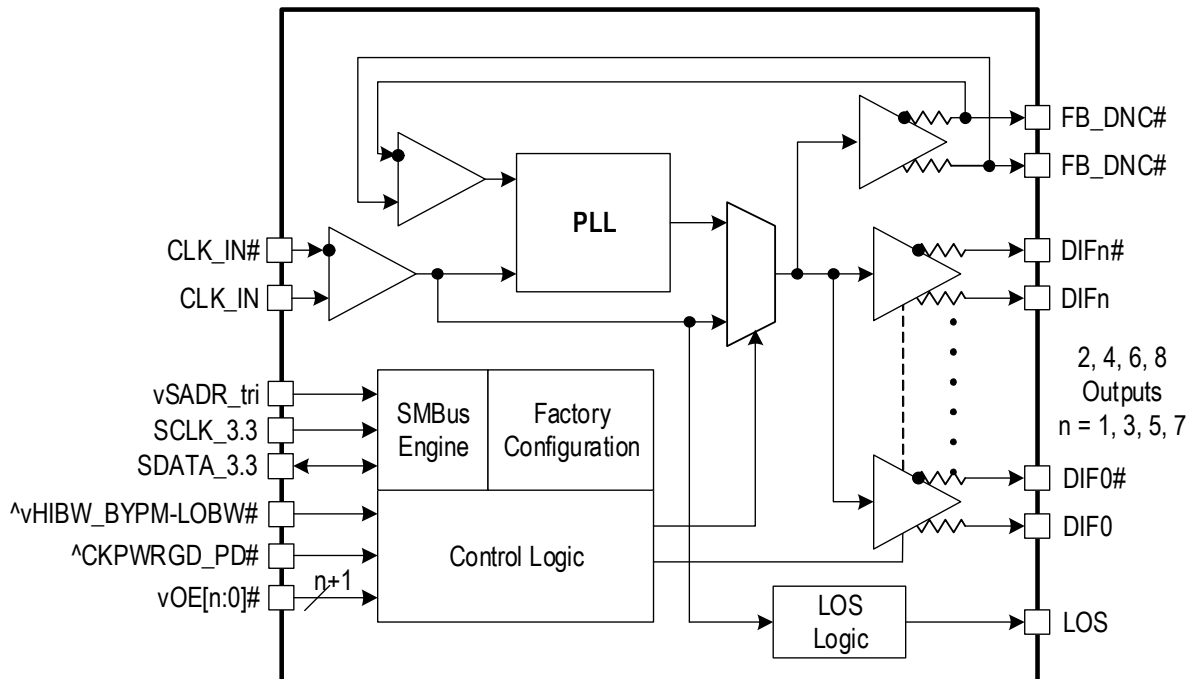 FB_DNC#
FB_DNC#
PLL
CLK_IN#
CLK_IN
DIFn#
DIFn
2, 4, 6, 8
Outputs
n = 1, 3, 5, 7
vSADR_tri
SCLK_3.3
SDATA_3.3
SMBus
Engine
Factory
Configuration
DIF0#
DIF0
^vHIBW_BYPM-LOBW#
^CKPWRGD_PD#
vOE[n:0]#
n+1
Control Logic
LOS
Logic
LOS